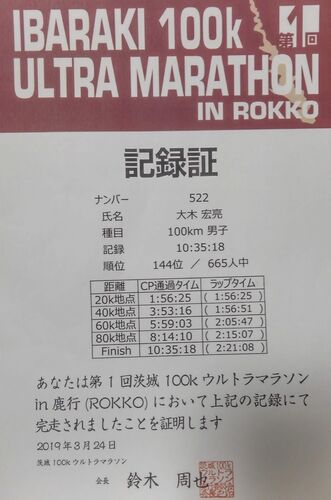 IBARAKI 100k 第1回
ULTRA MARATHON
IN ROKKO
記録証
ナンバー 522
氏名 大木 宏亮
種目 100km 男子
記録 10:35:18
順位 144位 / 665人中
距離 CP通過タイム ラップタイム
20k地点 1:56:25 ( 1:56:25)
40k地点 3:53:16 ( 1:56:51)
60k地点 5:59:03 ( 2:05:47)
80k地点 8:14:10 ( 2:15:07)
Finish 10:35:18 ( 2:21:08)
あなたは第1回茨城100kウルトラマラソン
in 鹿行(ROKKO)において上記の記録にて
完走されましたことを証明します
2019年3月24日
茨城100kウルトラマラソン
会長 鈴木 周也